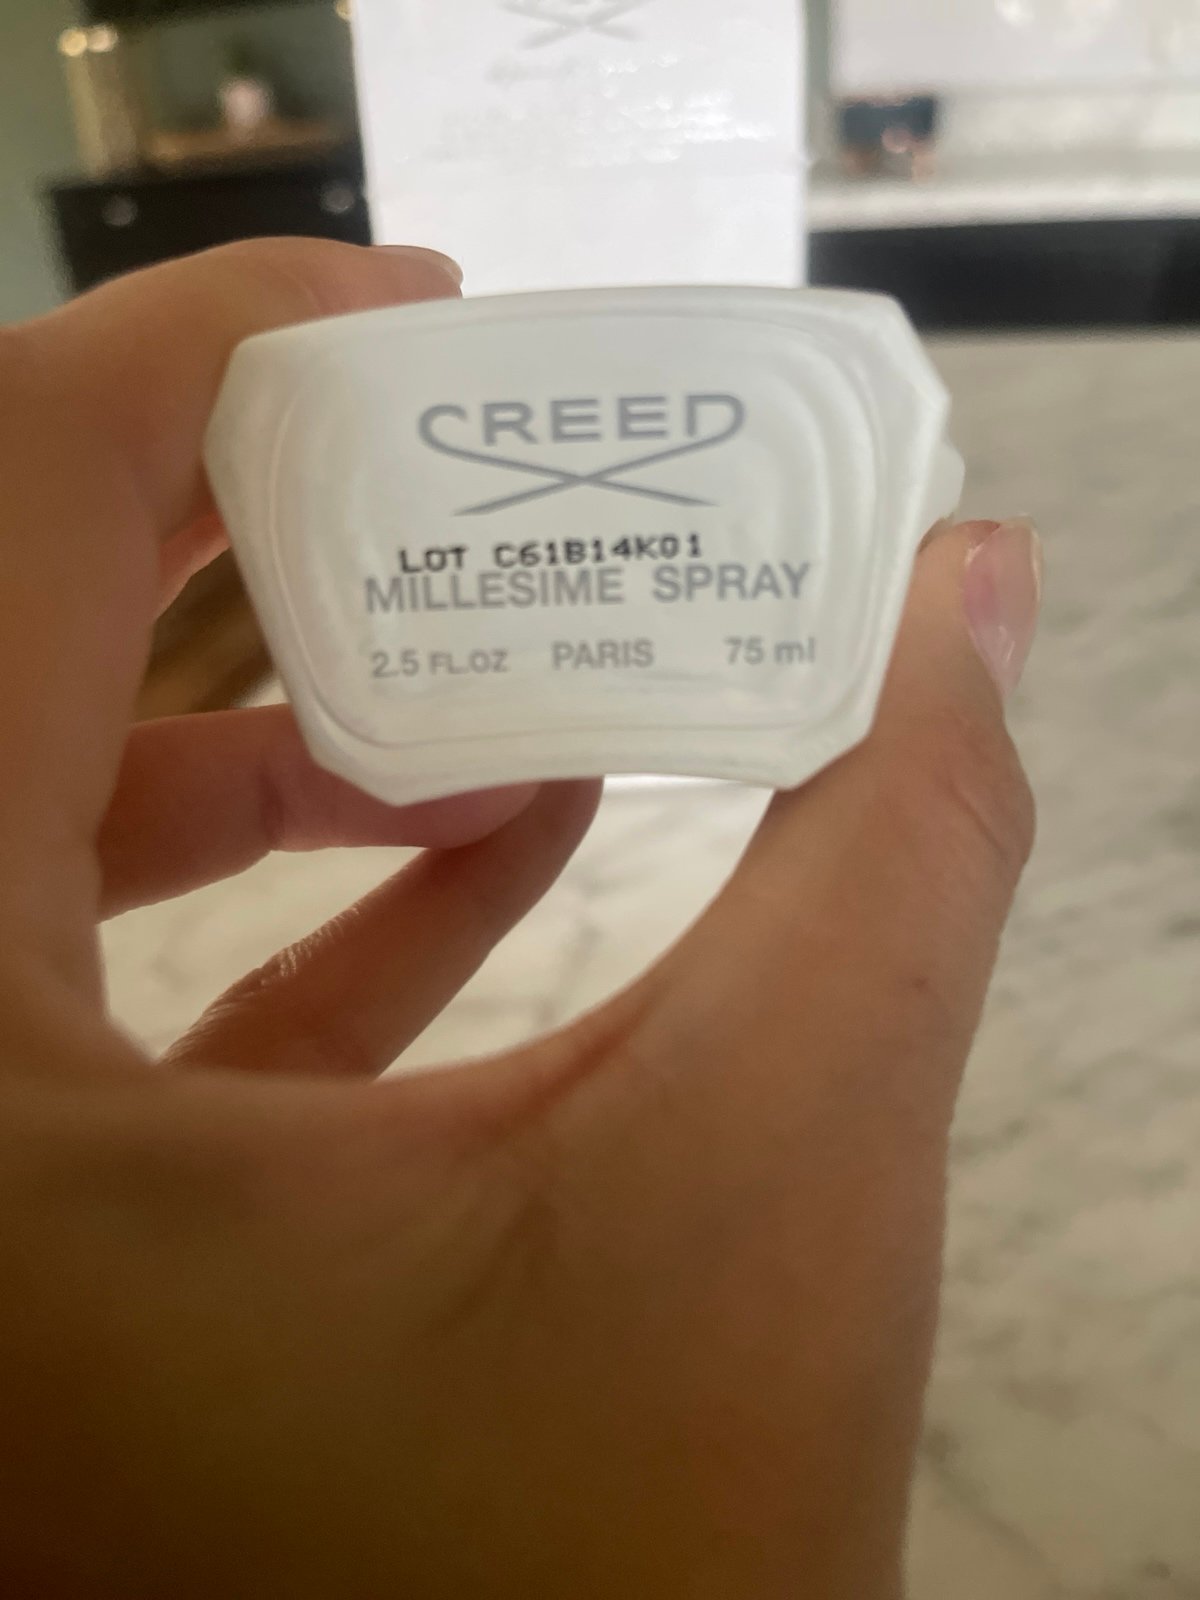 CREED
LOT C61B14K01
MILLESIME SPRAY
2.5 FL.OZ PARIS 75 ml